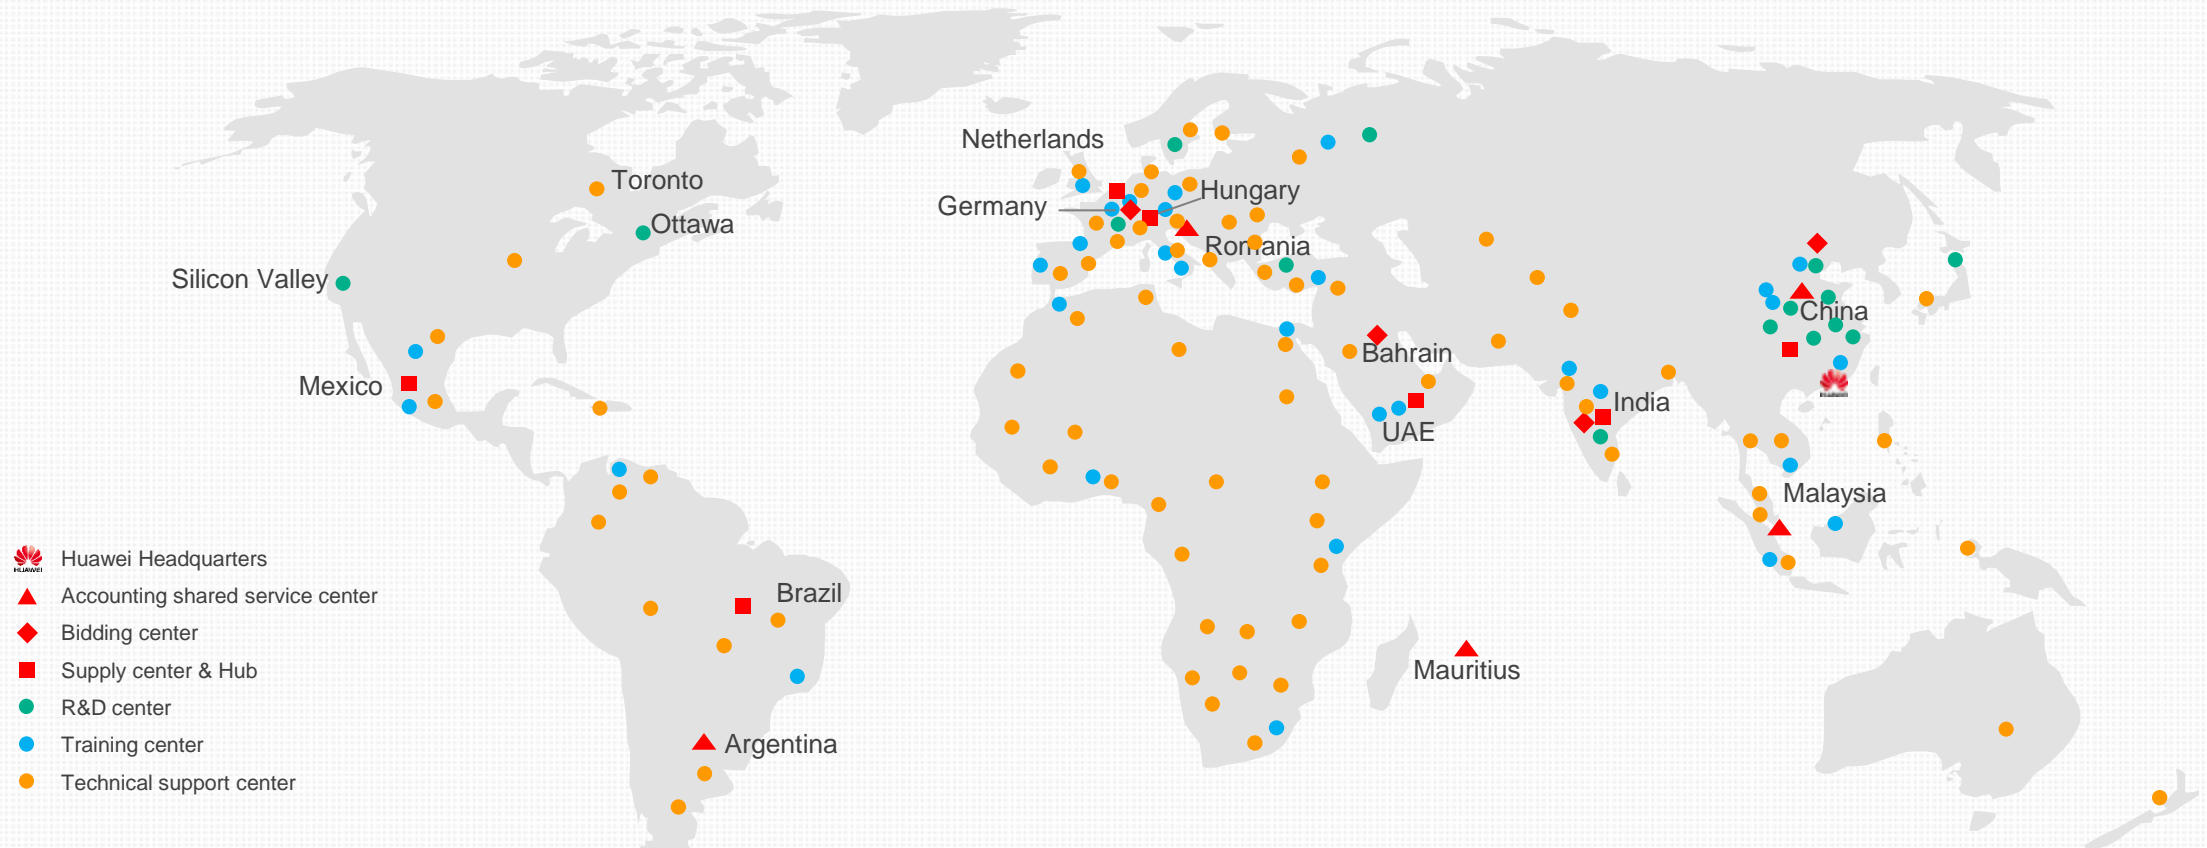 Netherlands
Toronto
Hungary
Germany
Ottawa
Romania
Silicon Valley
China
Bahrain
Mexico
India
UAE
Malaysia
HUAWEI
Huawei Headquarters
Accounting shared service center
Brazil
Bidding center
Supply center & Hub
Mauritius
R&D center
Training center
Argentina
Technical support center